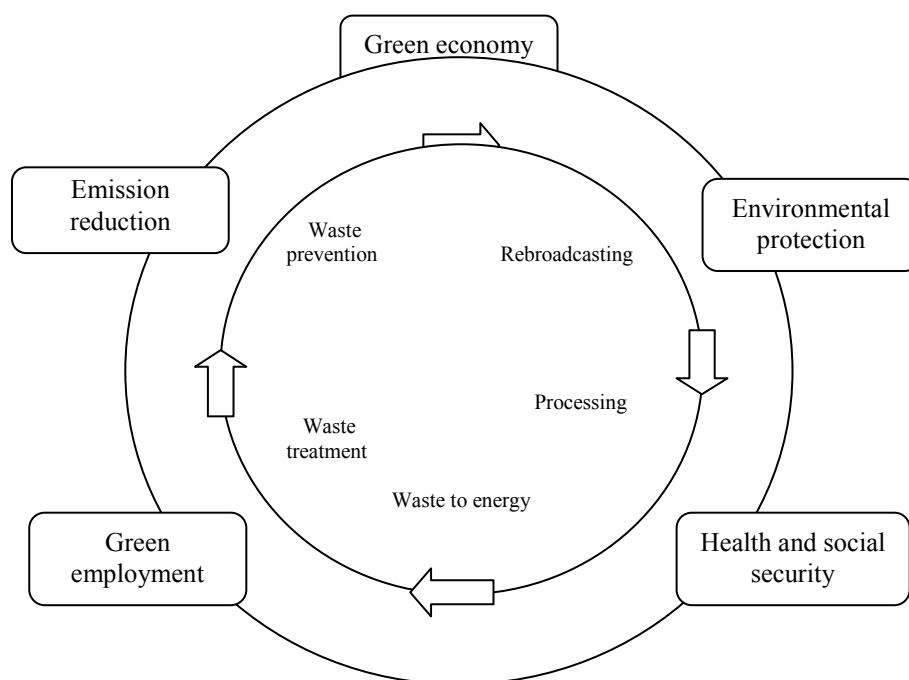 Green economy
Emission
reduction
Environmental
protection
Waste
prevention
Rebroadcasting
Processing
Waste
treatment
Waste to energy
Green
employment
Health and social
security